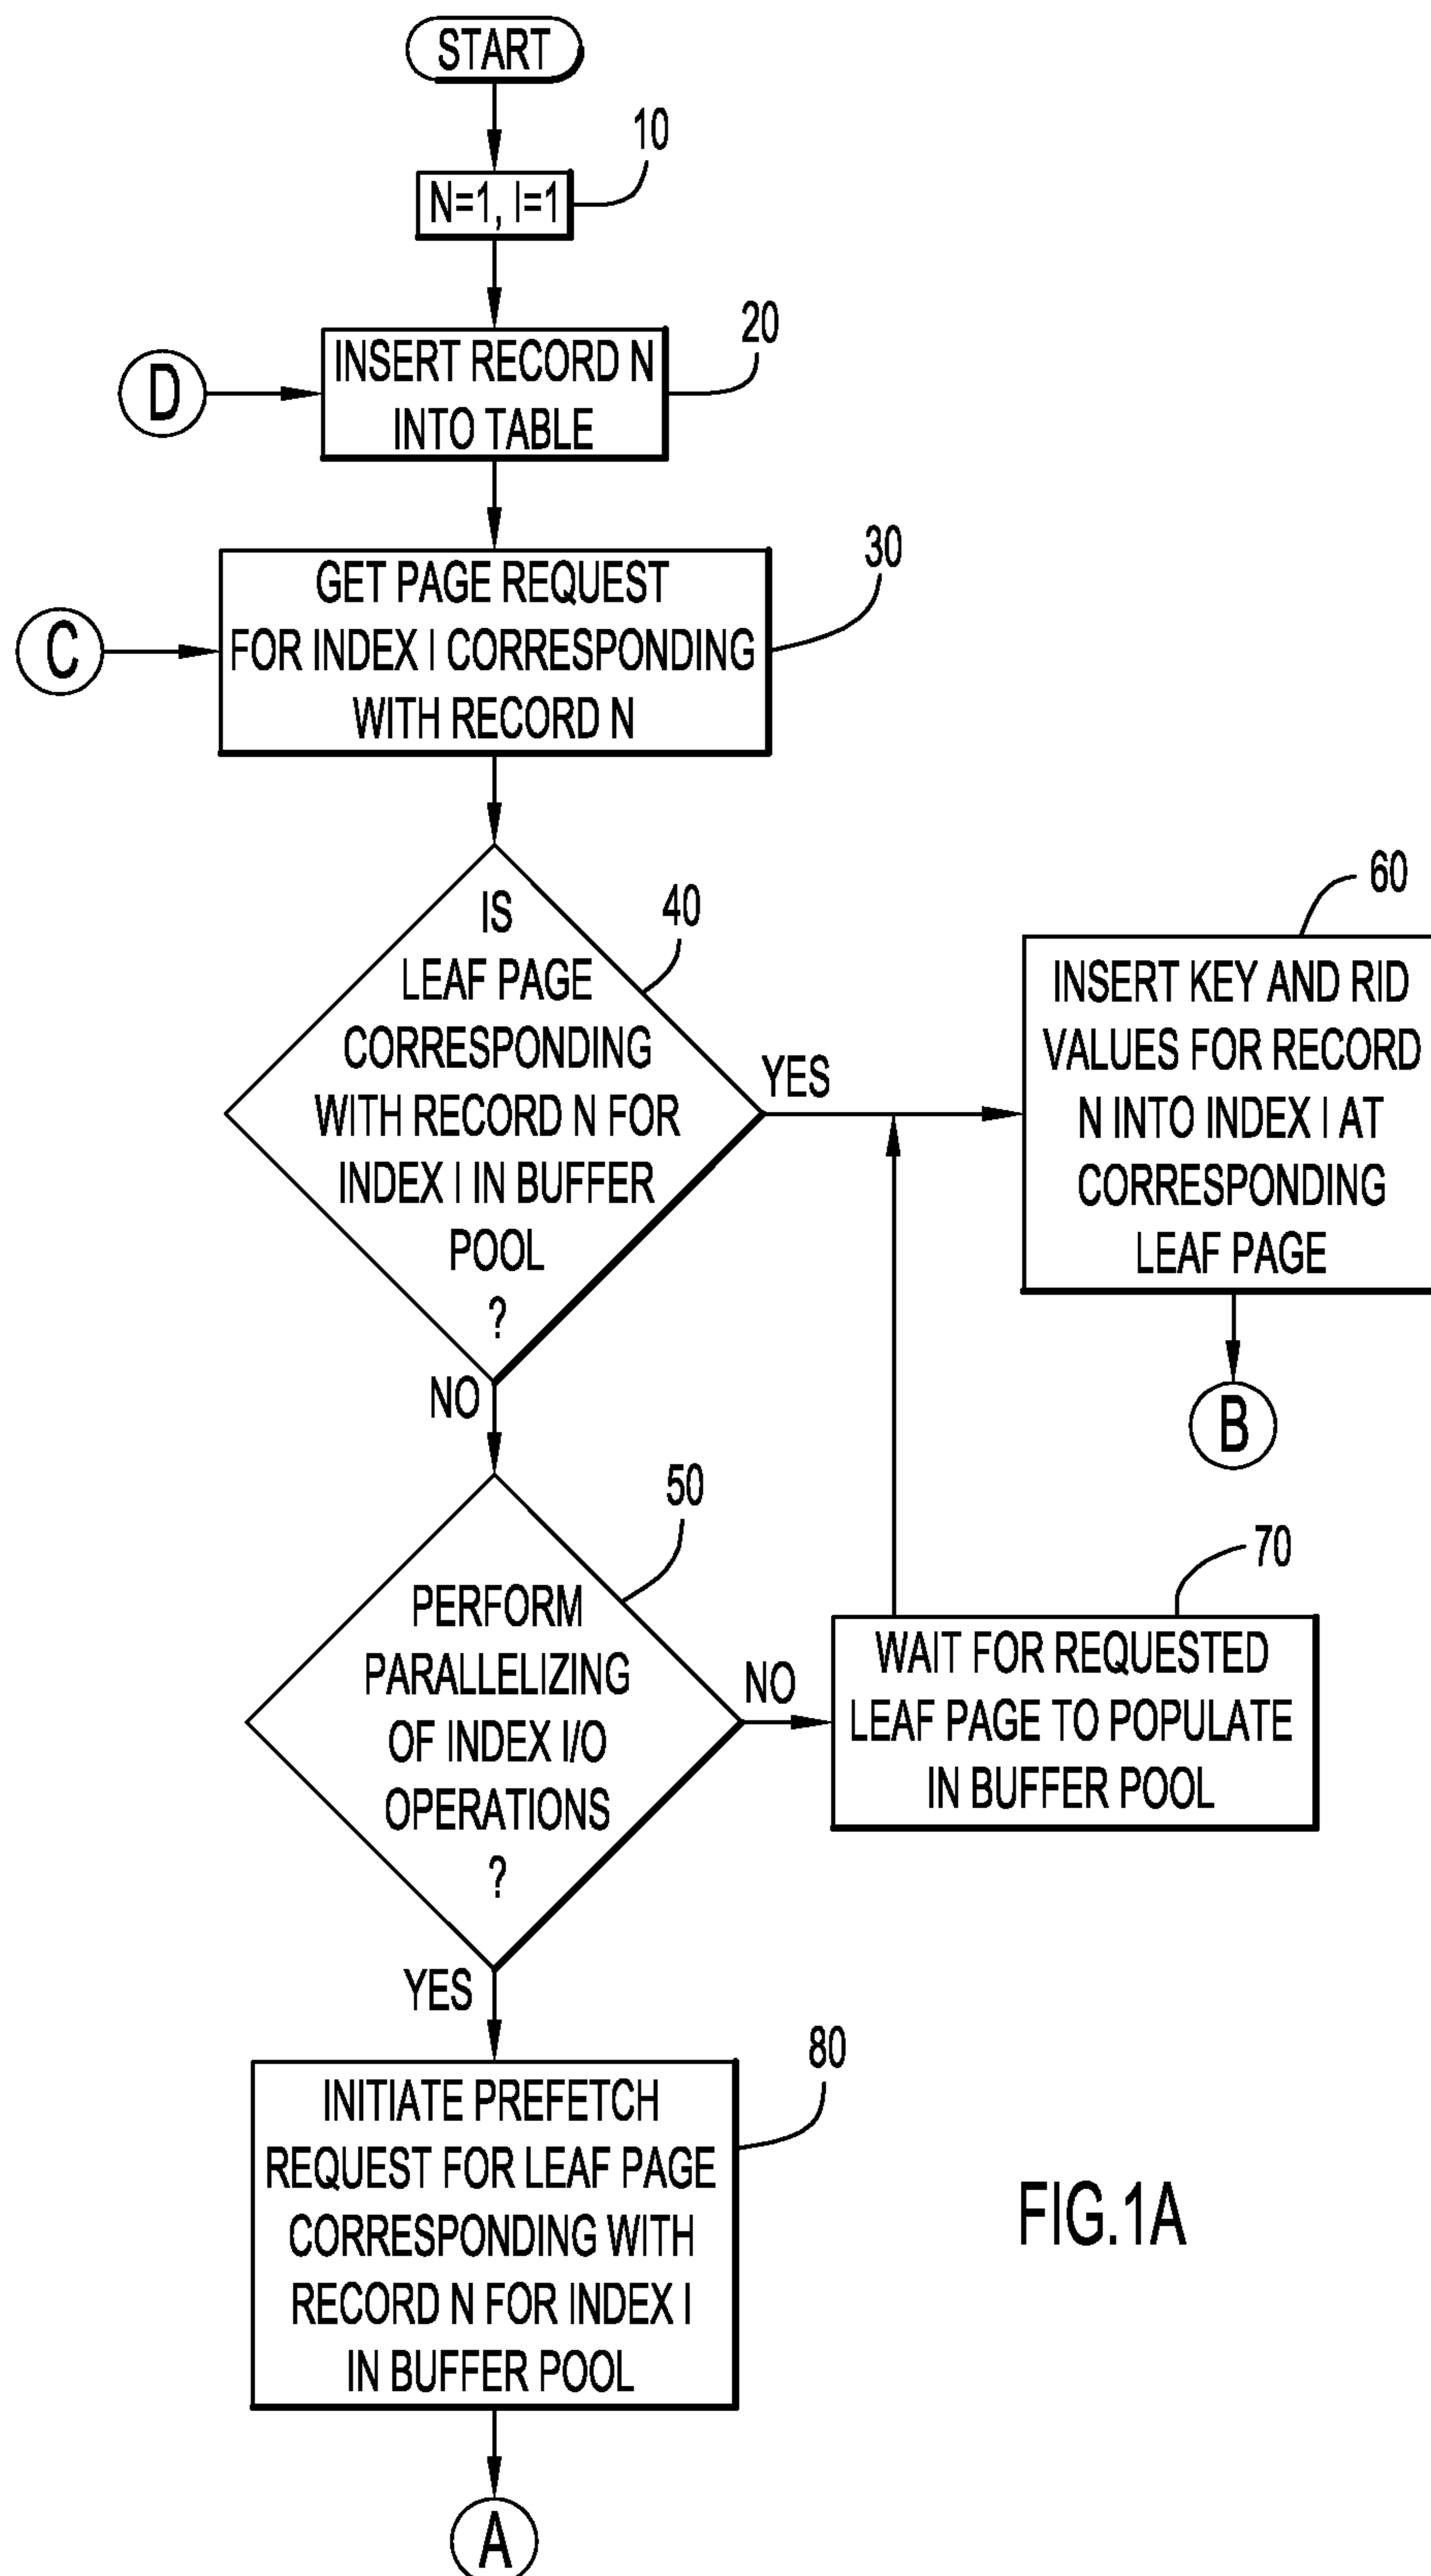 START
10
N=1, I=1
20
D
INSERT RECORD N
INTO TABLE
30
C
GET PAGE REQUEST
FOR INDEX I CORRESPONDING
WITH RECORD N
40
IS
LEAF PAGE
CORRESPONDING
WITH RECORD N FOR
INDEX I IN BUFFER
POOL
?
YES
60
INSERT KEY AND RID
VALUES FOR RECORD
N INTO INDEX I AT
CORRESPONDING
LEAF PAGE
B
NO
50
PERFORM
PARALLELIZING
OF INDEX I/O
OPERATIONS
?
NO
70
WAIT FOR REQUESTED
LEAF PAGE TO POPULATE
IN BUFFER POOL
YES
80
INITIATE PREFETCH
REQUEST FOR LEAF PAGE
CORRESPONDING WITH
RECORD N FOR INDEX I
IN BUFFER POOL
A
FIG.1A